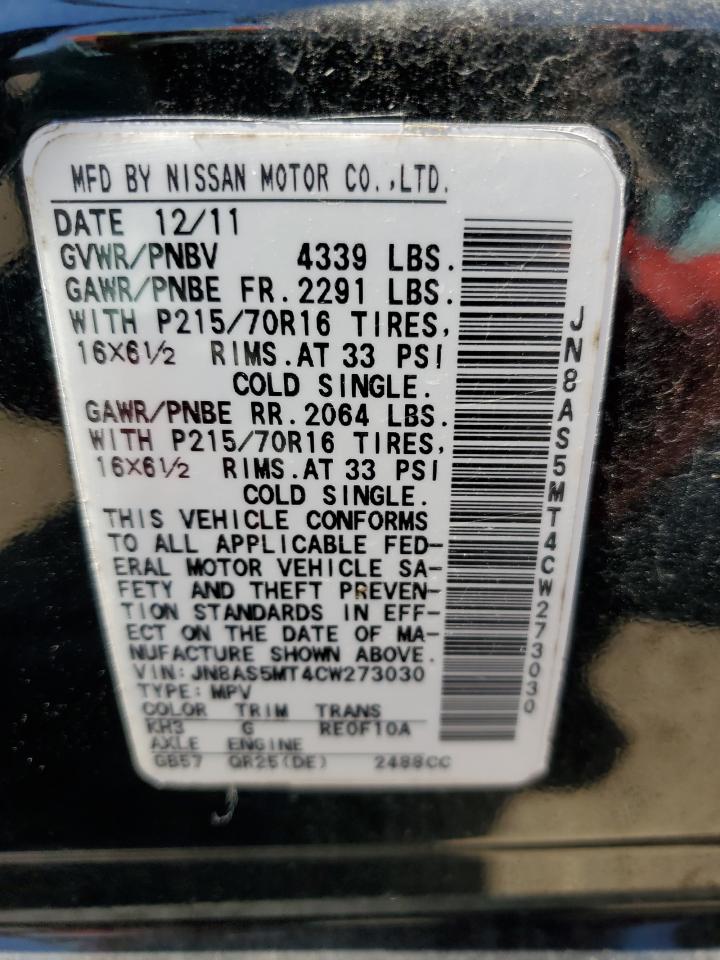 MFD BY NISSAN MOTOR CO.,LTD.
DATE 12/11
GVWR/PNBV 4339 LBS.
GAWR/PNBE FR.2291 LBS.
WITH P215/70R16 TIRES,
16X6½ RIMS.AT 33 PSI
COLD SINGLE.
GAWR/PNBE RR.2064 LBS.
WITH P215/70R16 TIRES,
16X6½ RIMS.AT 33 PSI
COLD SINGLE.
THIS VEHICLE CONFORMS
TO ALL APPLICABLE FED-
ERAL MOTOR VEHICLE SA-
FETY AND THEFT PREVEN-
TION STANDARDS IN EFF-
ECT ON THE DATE OF MA-
NUFACTURE SHOWN ABOVE.
VIN: JN8AS5MT4CW273030
TYPE: MPV
COLOR TRIM TRANS
KH3 G RE0F10A
AXLE ENGINE
GB57 QR25(DE) 2488CC
JN8AS5MT4CW273030